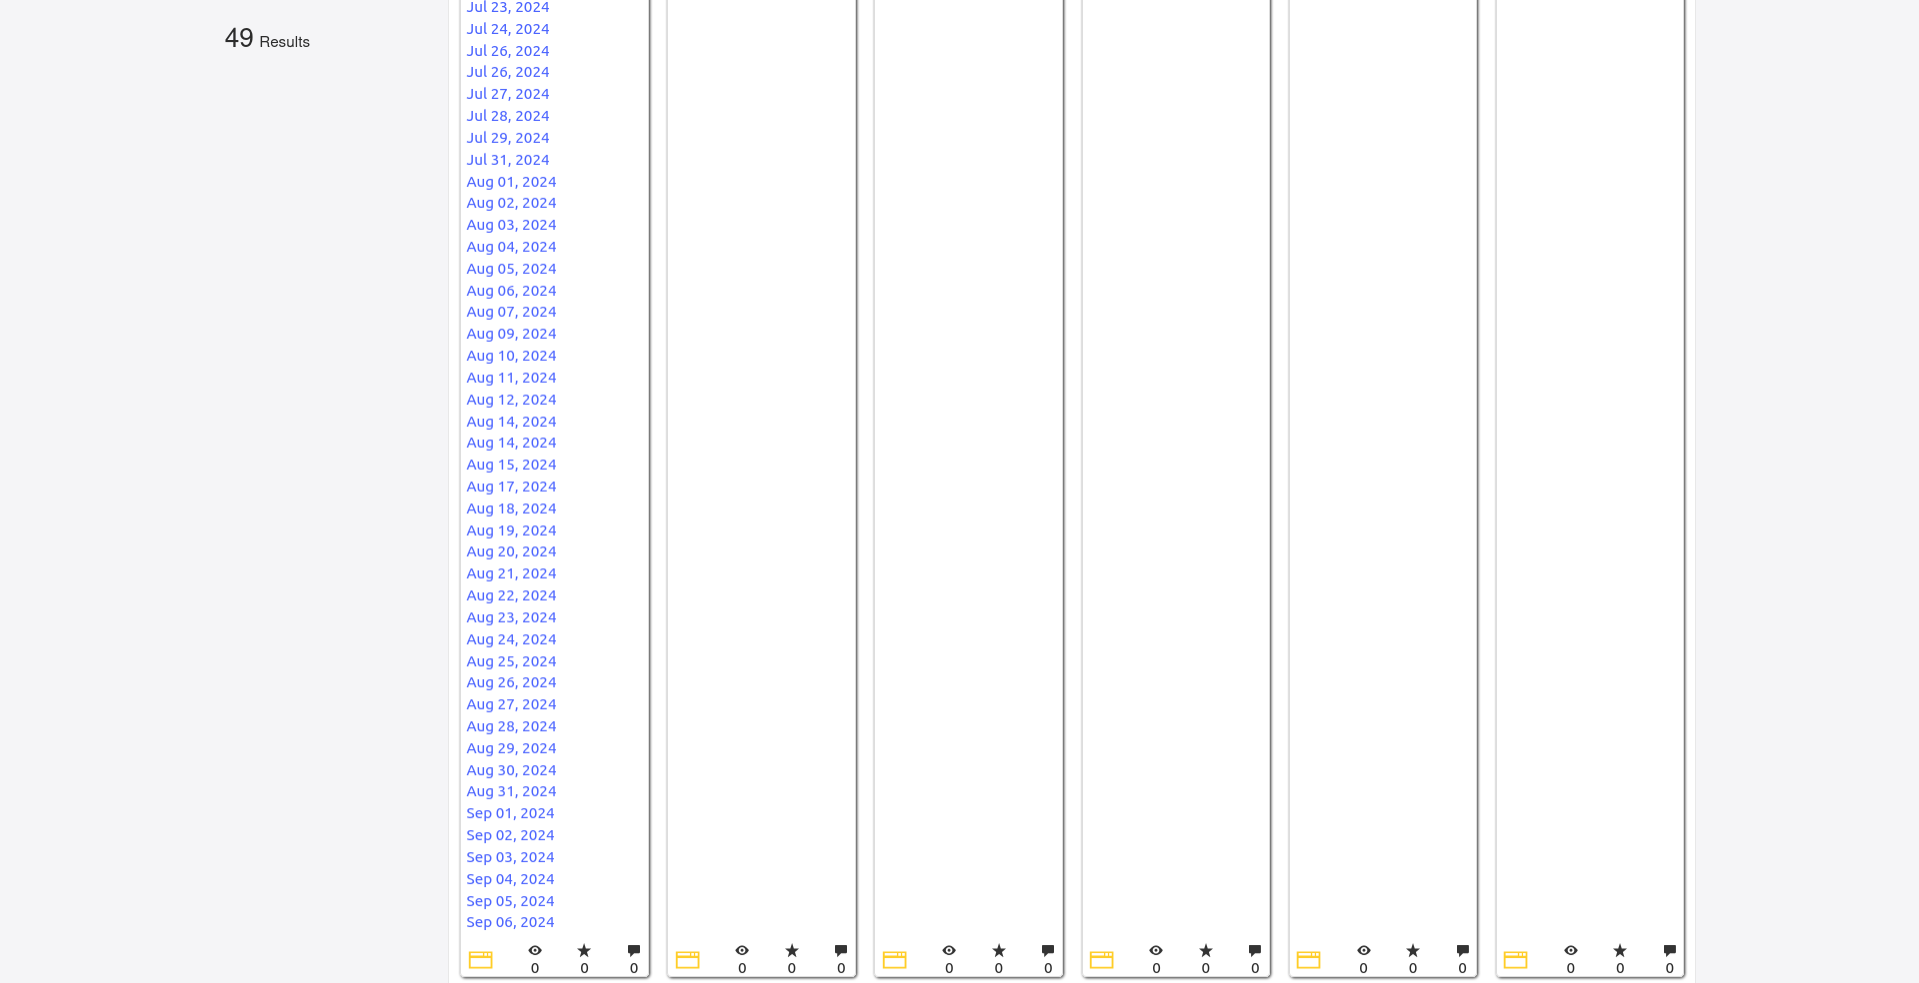 49 Results
Jul 23, 2024
Jul 24, 2024
Jul 26, 2024
Jul 26, 2024
Jul 27, 2024
Jul 28, 2024
Jul 29, 2024
Jul 31, 2024
Aug 01, 2024
Aug 02, 2024
Aug 03, 2024
Aug 04, 2024
Aug 05, 2024
Aug 06, 2024
Aug 07, 2024
Aug 09, 2024
Aug 10, 2024
Aug 11, 2024
Aug 12, 2024
Aug 14, 2024
Aug 14, 2024
Aug 15, 2024
Aug 17, 2024
Aug 18, 2024
Aug 19, 2024
Aug 20, 2024
Aug 21, 2024
Aug 22, 2024
Aug 23, 2024
Aug 24, 2024
Aug 25, 2024
Aug 26, 2024
Aug 27, 2024
Aug 28, 2024
Aug 29, 2024
Aug 30, 2024
Aug 31, 2024
Sep 01, 2024
Sep 02, 2024
Sep 03, 2024
Sep 04, 2024
Sep 05, 2024
Sep 06, 2024
0 0 0 0 0 0 0 0 0 0 0 0 0 0 0 0 0 0